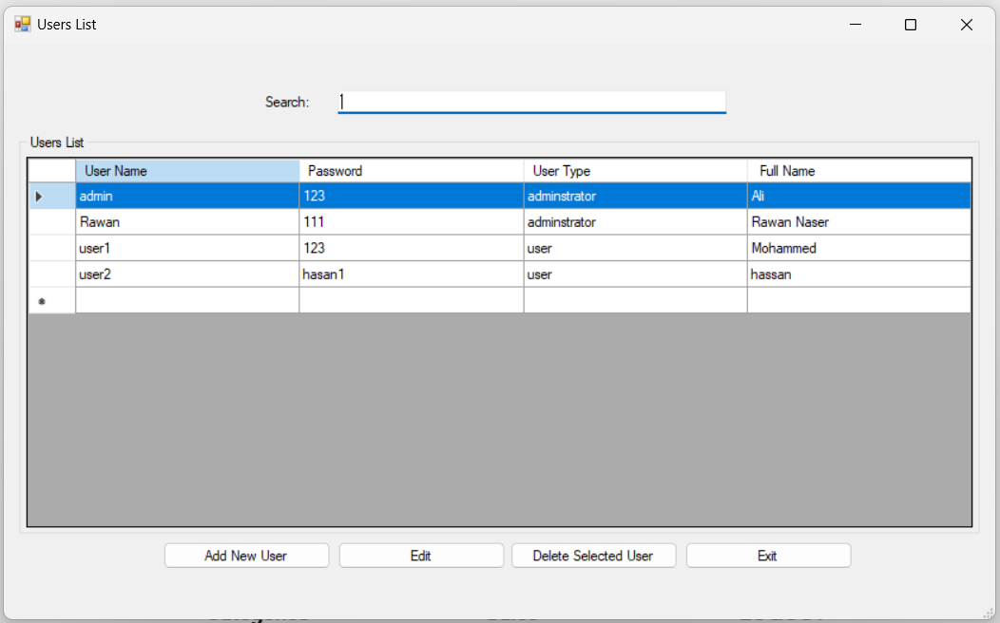 Users List
Search:
Users List
User Name Password User Type Full Name
admin 123 adminstrator Ali
Rawan 111 adminstrator Rawan Naser
user1 123 user Mohammed
user2 hasan1 user hassan
Add New User Edit Delete Selected User Exit